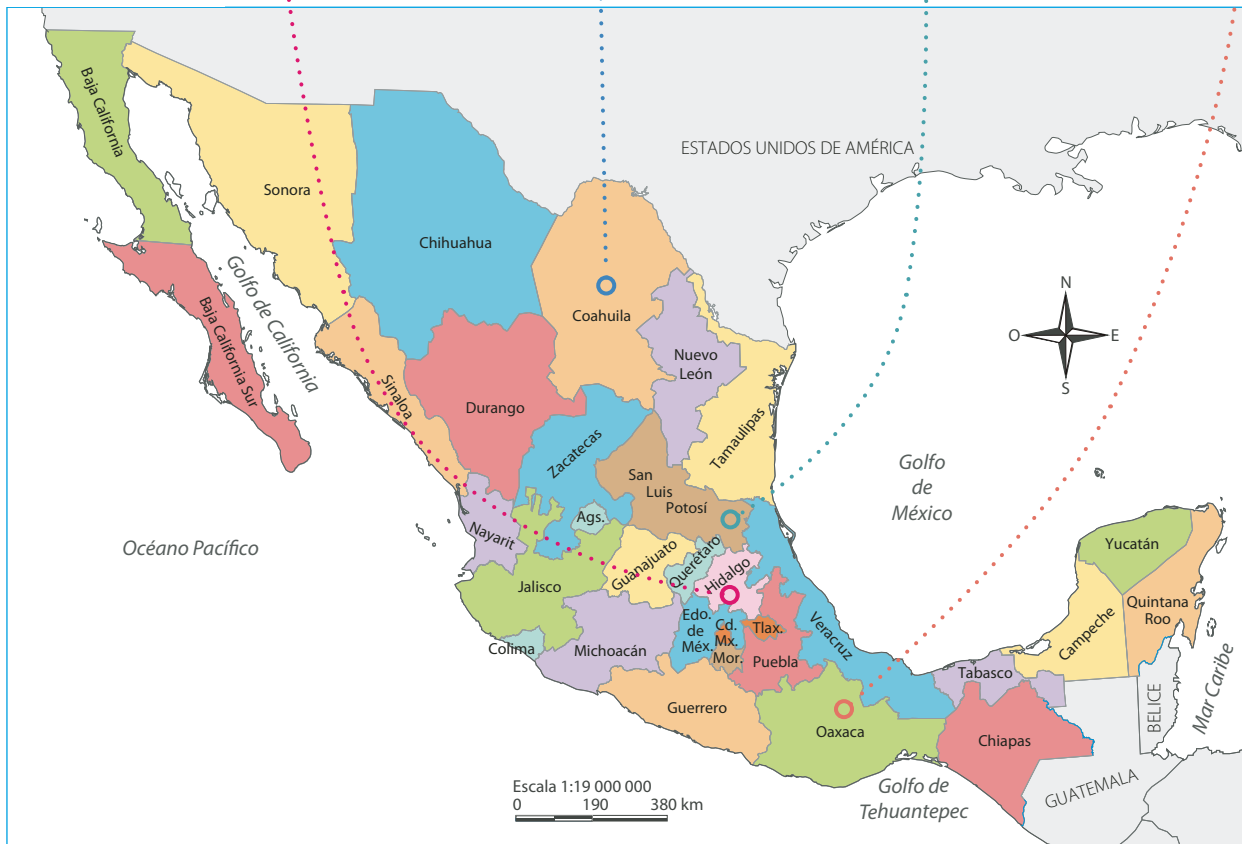 Baja California
Sonora
Chihuahua
ESTADOS UNIDOS DE AMÉRICA
Golfo de California
Baja California Sur
Coahuila
N
O
E
S
Nuevo
León
Sinaloa
Durango
Tamaulipas
Zacatecas
San
Luis
Potosí
Golfo
de
México
Ags.
Nayarit
Océano Pacífico
Guanajuato
Querétaro
Hidalgo
Yucatán
Jalisco
Quintana
Roo
Campeche
Edo.
de
Méx.
Cd.
Mx.
Mor.
Tlax.
Veracruz
Colima
Michoacán
Puebla
Tabasco
Mar Caribe
BELICE
Guerrero
Oaxaca
Chiapas
GUATEMALA
Golfo de
Tehuantepec
Escala 1:19 000 000
0 190 380 km